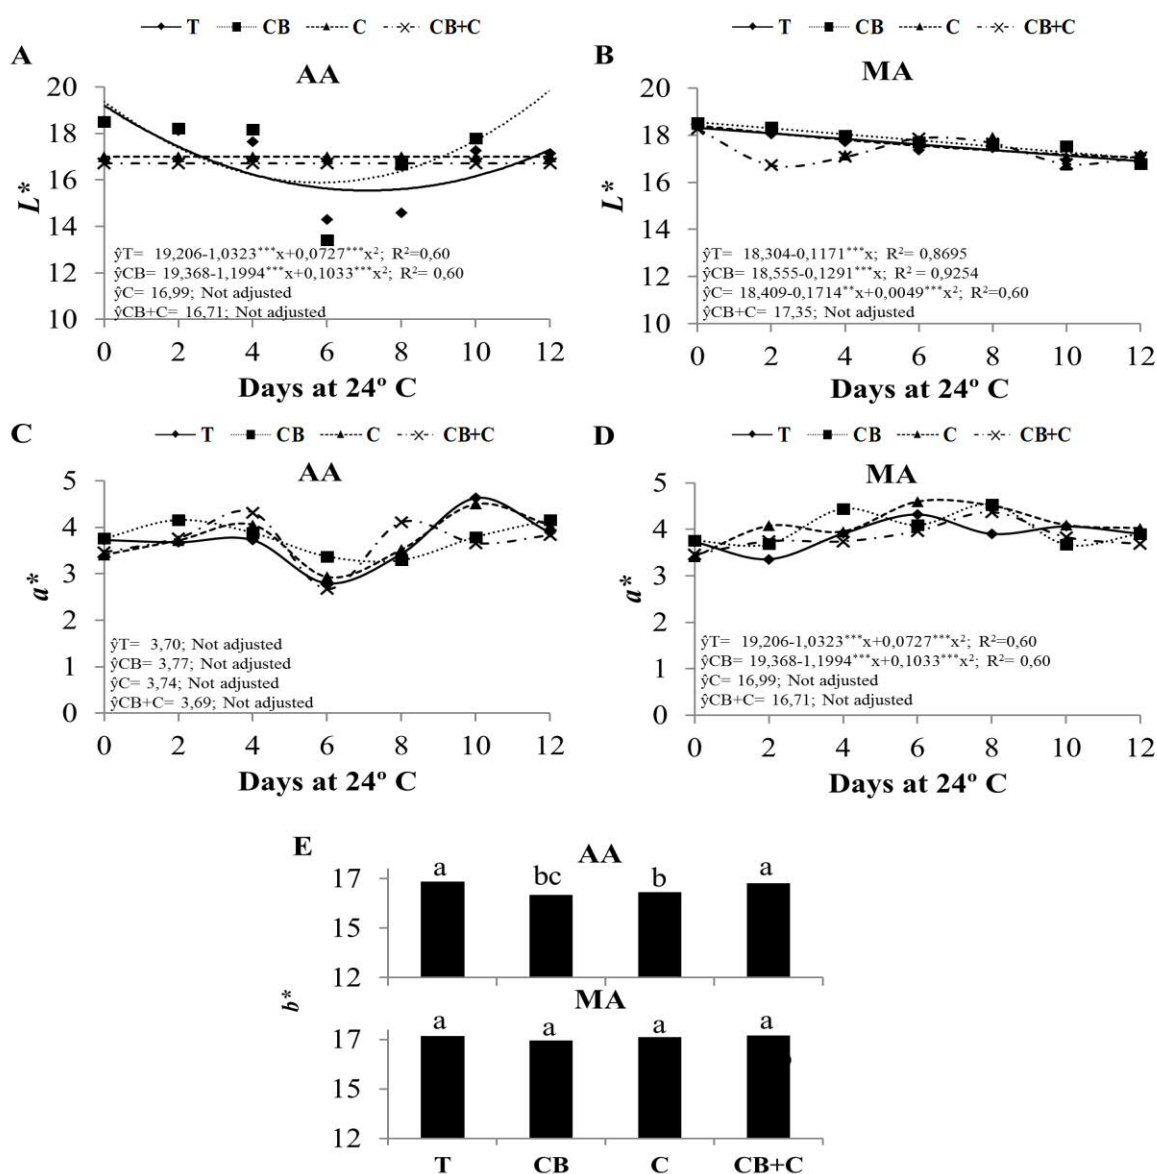 T CB C CB+C
A
AA
20
18
16
14
12
10
L*
ŷT= 19,206-1,0323***x+0,0727***x²; R²=0,60
ŷCB= 19,368-1,1994***x+0,1033***x²; R²= 0,60
ŷC= 16,99; Not adjusted
ŷCB+C= 16,71; Not adjusted
0 2 4 6 8 10 12
Days at 24º C
T CB C CB+C
B
MA
20
18
16
14
12
10
L*
ŷT= 18,304-0,1171***x; R²= 0,8695
ŷCB= 18,555-0,1291***x; R² = 0,9254
ŷC= 18,409-0,1714**x+0,0049***x²; R²=0,60
ŷCB+C= 17,35; Not adjusted
0 2 4 6 8 10 12
Days at 24º C
C
T CB C CB+C
AA
5
4
3
2
1
0
a*
ŷT= 3,70; Not adjusted
ŷCB= 3,77; Not adjusted
ŷC= 3,74; Not adjusted
ŷCB+C= 3,69; Not adjusted
0 2 4 6 8 10 12
Days at 24º C
D
T CB C CB+C
MA
5
4
3
2
1
0
a*
ŷT= 19,206-1,0323***x+0,0727***x²; R²=0,60
ŷCB= 19,368-1,1994***x+0,1033***x²; R²= 0,60
ŷC= 16,99; Not adjusted
ŷCB+C= 16,71; Not adjusted
0 2 4 6 8 10 12
Days at 24º C
E
AA
a bc b a
17
15
12
b*
MA
a a a a
17
15
12
T CB C CB+C